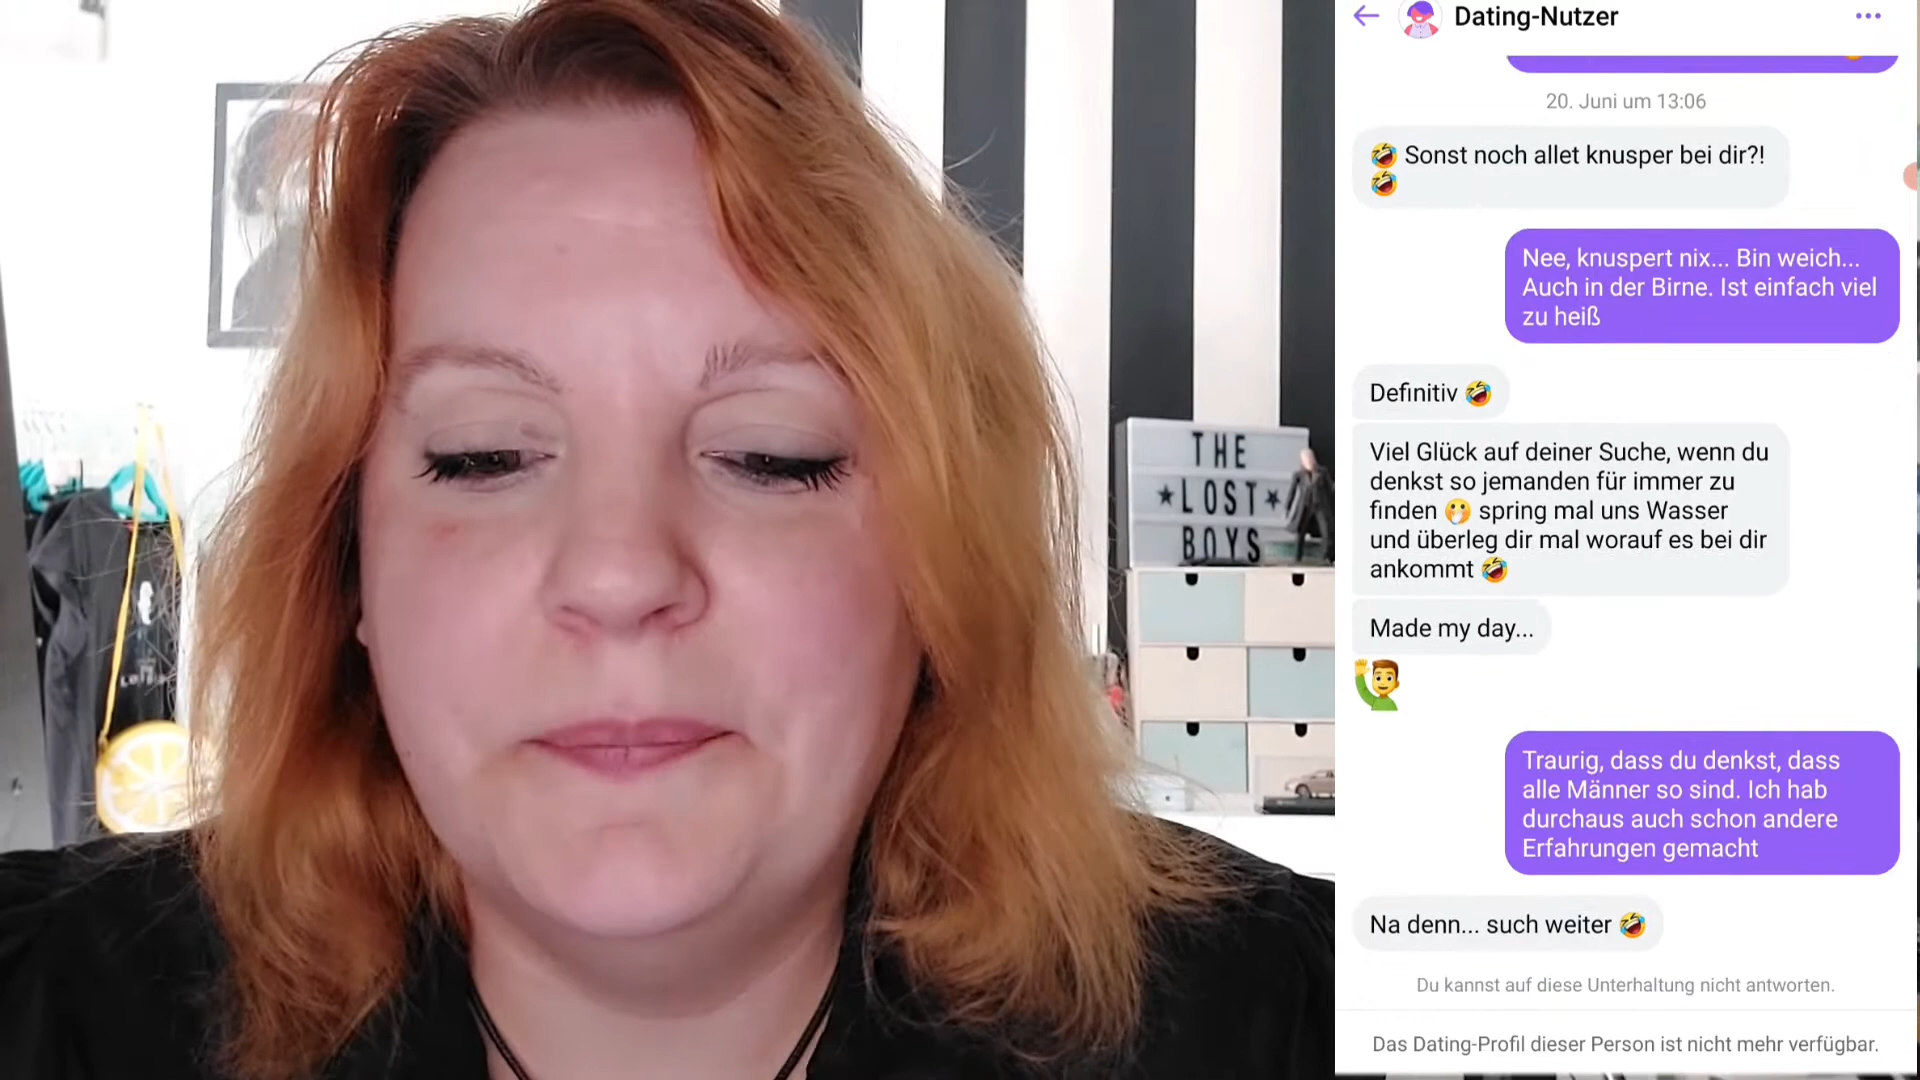 THE
★LOST★
BOYS
Dating-Nutzer
20. Juni um 13:06
🤣 Sonst noch allet knusper bei dir?!
🤣
Nee, knuspert nix... Bin weich...
Auch in der Birne. Ist einfach viel
zu heiß
Definitiv 🤣
Viel Glück auf deiner Suche, wenn du
denkst so jemanden für immer zu
finden 🤭 spring mal uns Wasser
und überleg dir mal worauf es bei dir
ankommt 🤣
Made my day...
🙋‍♂️
Traurig, dass du denkst, dass
alle Männer so sind. Ich hab
durchaus auch schon andere
Erfahrungen gemacht
Na denn... such weiter 🤣
Du kannst auf diese Unterhaltung nicht antworten.
Das Dating-Profil dieser Person ist nicht mehr verfügbar.